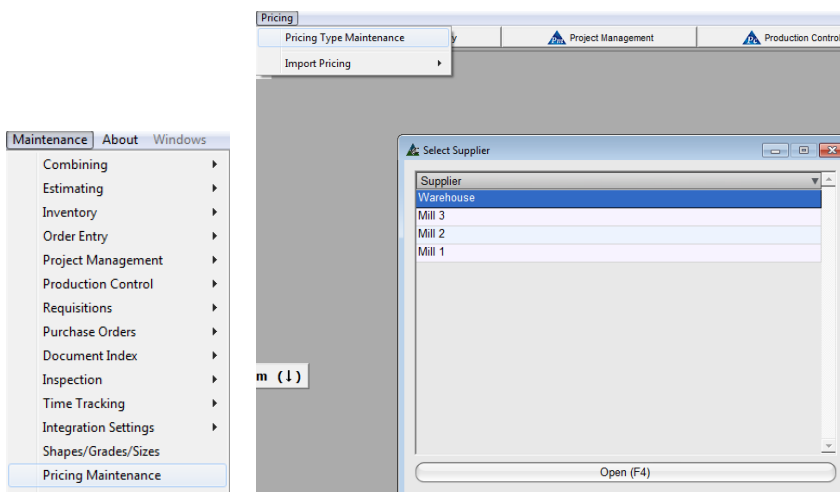 Pricing
Pricing Type Maintenance
Project Management
Production Control
Import Pricing
Maintenance About Windows
Select Supplier
Combining
Supplier
Estimating
Warehouse
Inventory
Mill 3
Order Entry
Mill 2
Project Management
Mill 1
Production Control
Requisitions
Purchase Orders
Document Index
Inspection
m (↓)
Time Tracking
Integration Settings
Shapes/Grades/Sizes
Pricing Maintenance
Open (F4)